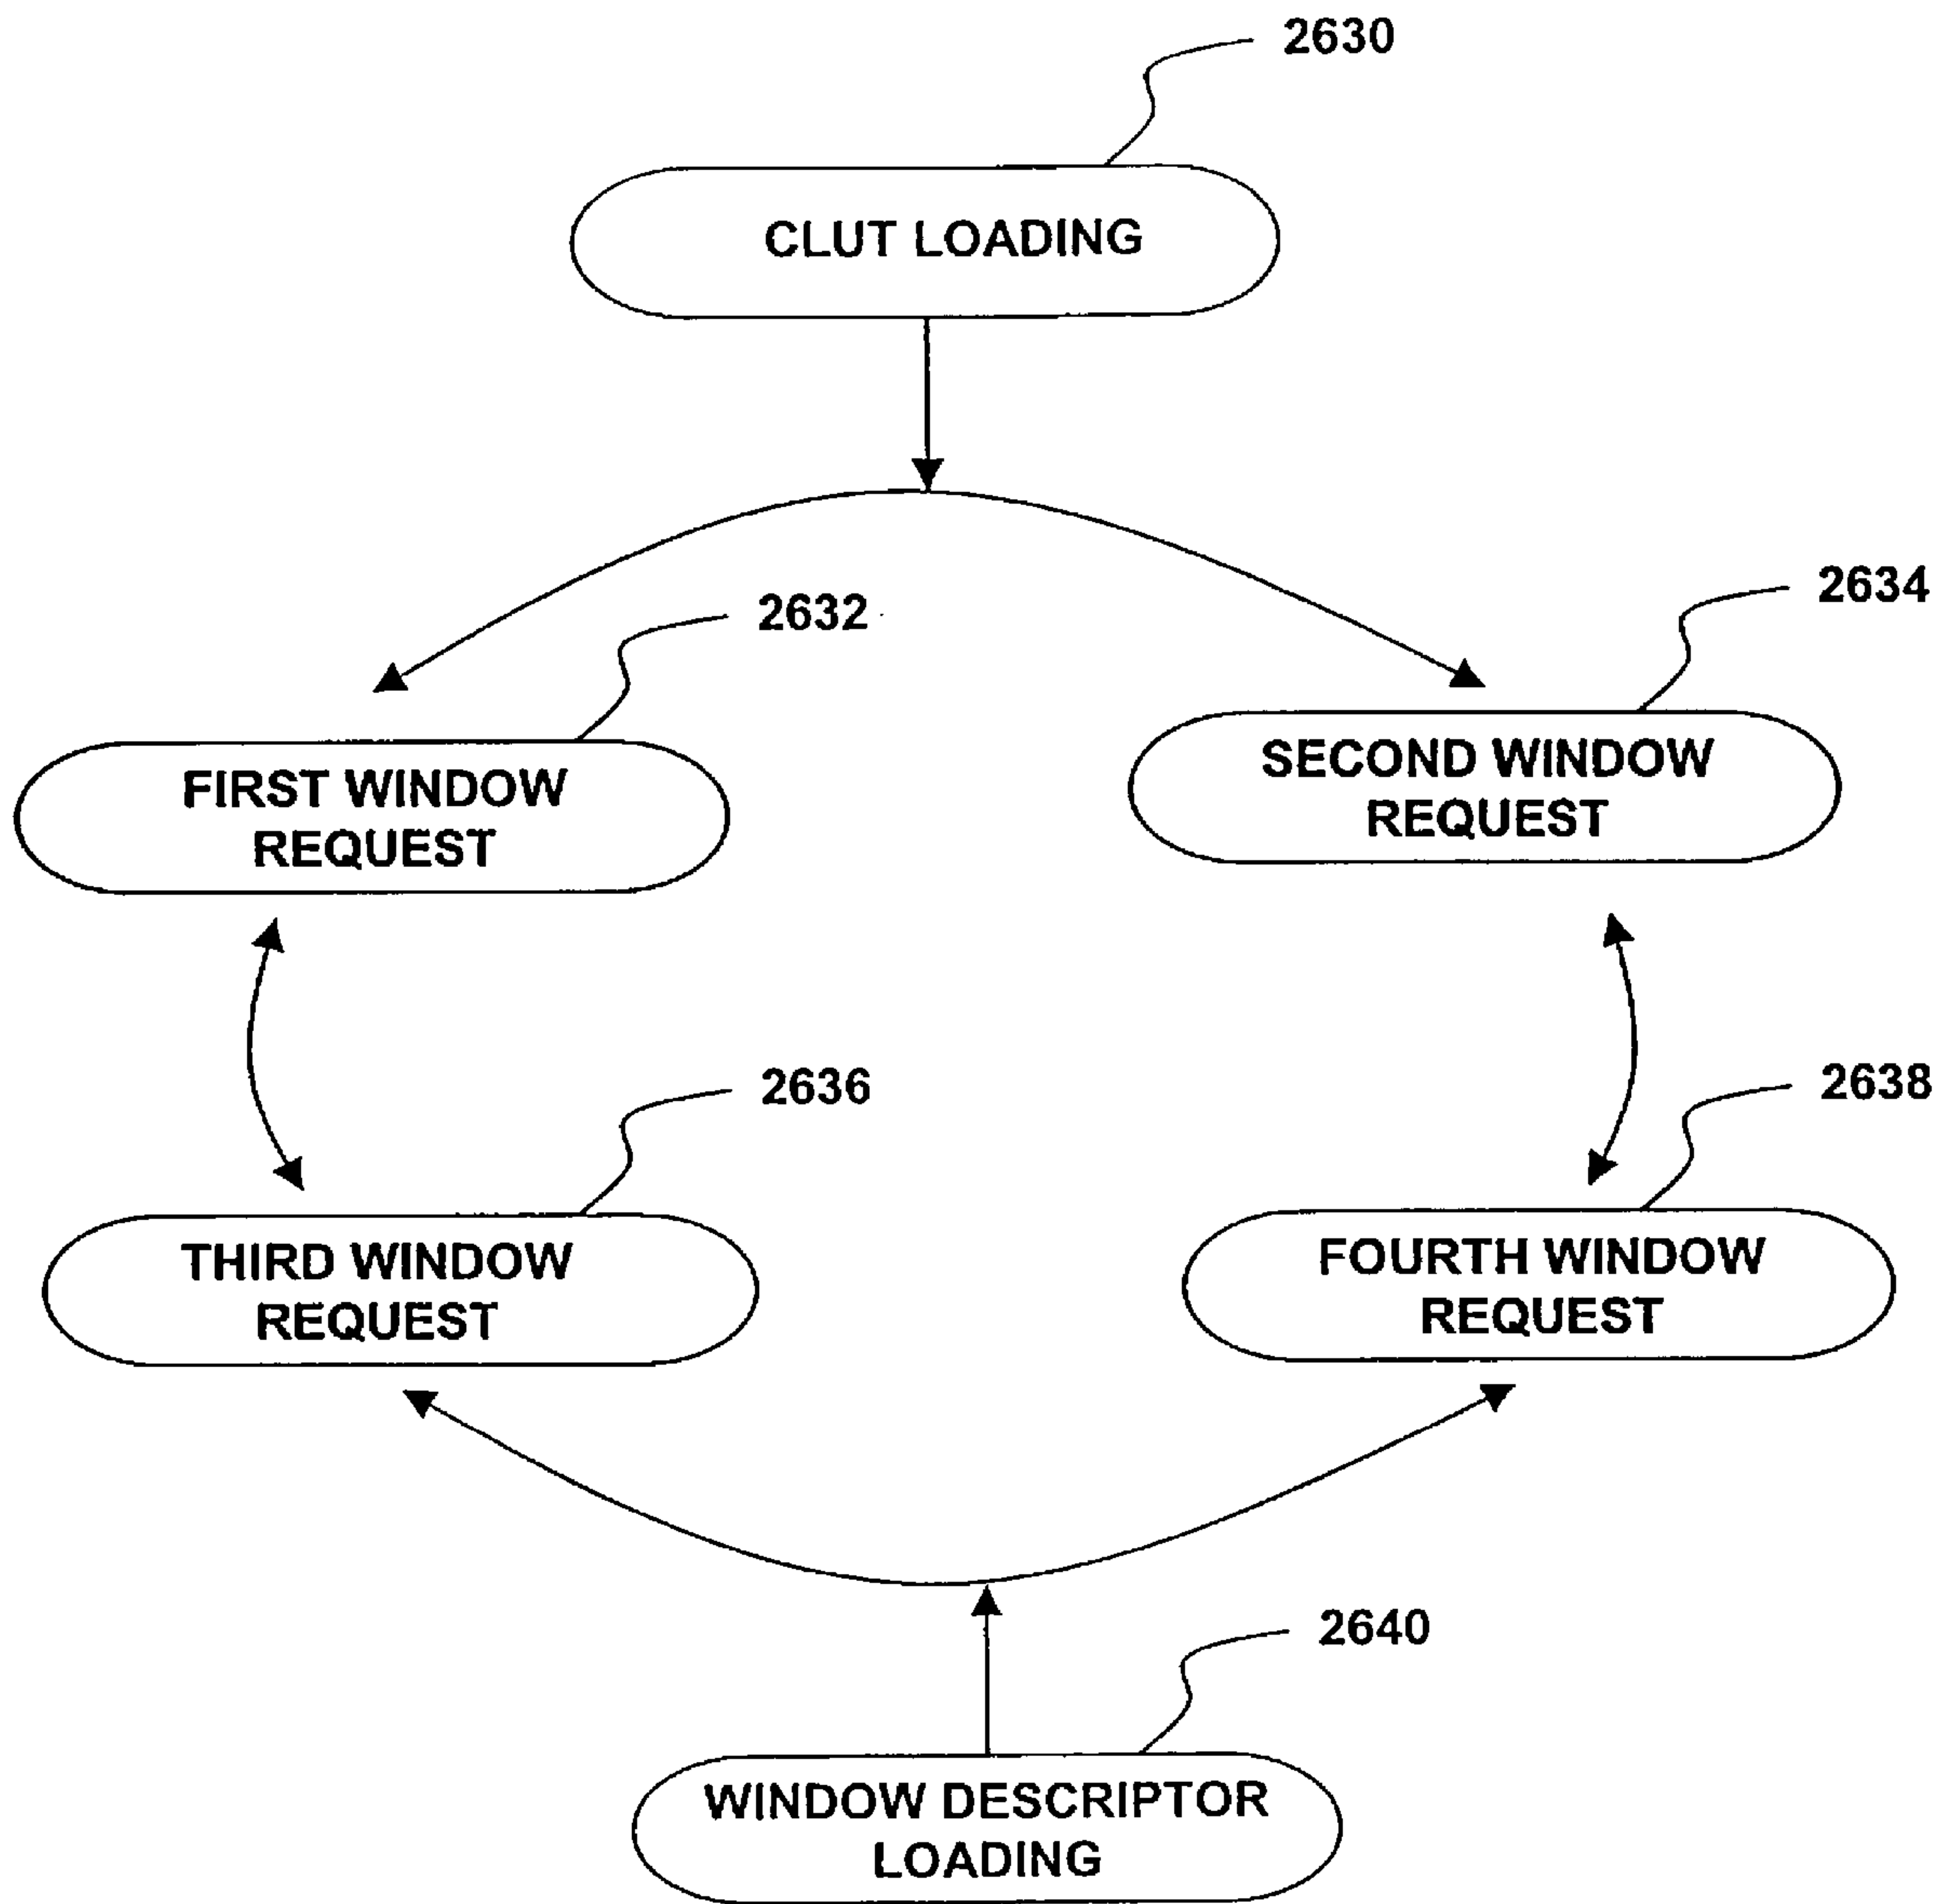 2630
CLUT LOADING
2632
2634
FIRST WINDOW
REQUEST
SECOND WINDOW
REQUEST
2636
2638
THIRD WINDOW
REQUEST
FOURTH WINDOW
REQUEST
2640
WINDOW DESCRIPTOR
LOADING